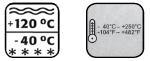 +120 ºC
-40 ºC
- 40°C - +250°C
-104°F - +482°F